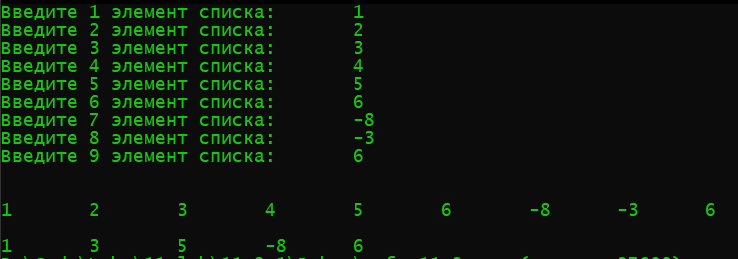 Введите 1 элемент списка: 1
Введите 2 элемент списка: 2
Введите 3 элемент списка: 3
Введите 4 элемент списка: 4
Введите 5 элемент списка: 5
Введите 6 элемент списка: 6
Введите 7 элемент списка: -8
Введите 8 элемент списка: -3
Введите 9 элемент списка: 6
1 2 3 4 5 6 -8 -3 6
1 3 5 -8 6